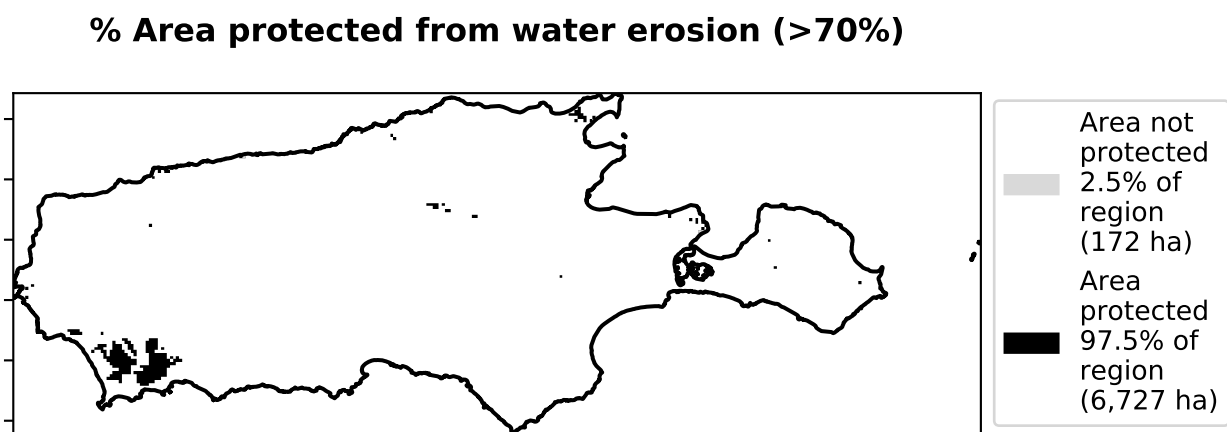 % Area protected from water erosion (>70%)
Area not
protected
2.5% of
region
(172 ha)
Area
protected
97.5% of
region
(6,727 ha)